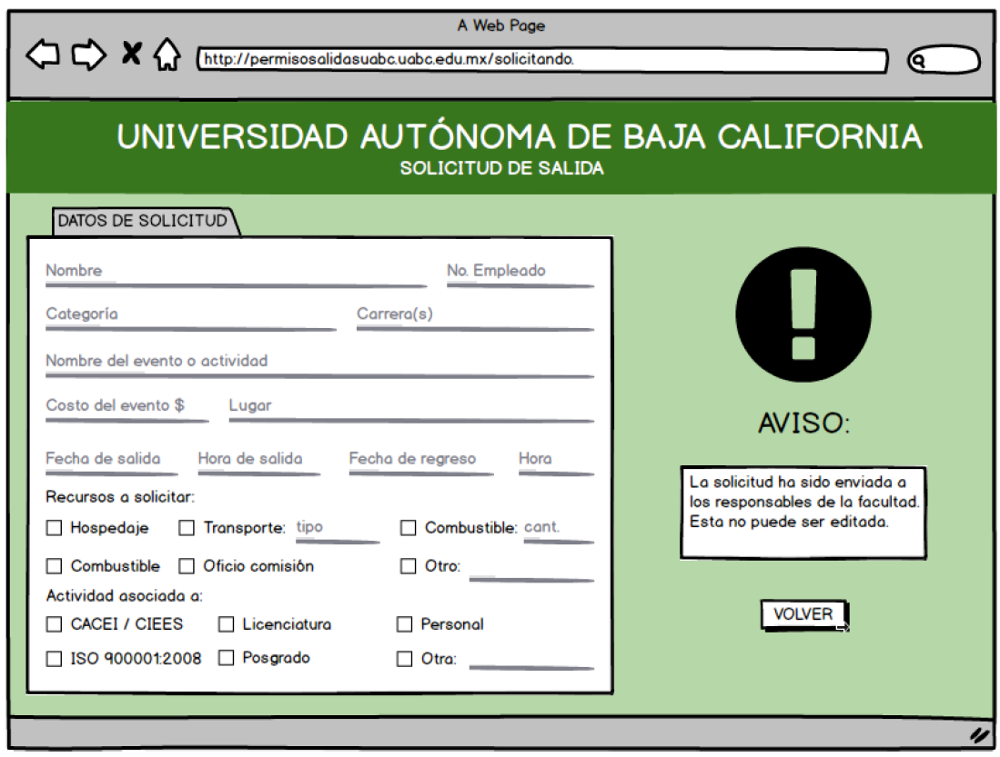 A Web Page
http://permisosalidasuabc.uabc.edu.mx/solicitando.
UNIVERSIDAD AUTÓNOMA DE BAJA CALIFORNIA
SOLICITUD DE SALIDA
DATOS DE SOLICITUD
Nombre No. Empleado
Categoría Carrera(s)
Nombre del evento o actividad
Costo del evento $ Lugar
Fecha de salida Hora de salida Fecha de regreso Hora
Recursos a solicitar:
Hospedaje Transporte: tipo Combustible: cant.
Combustible Oficio comisión Otro:
Actividad asociada a:
CACEI / CIEES Licenciatura Personal
ISO 900001:2008 Posgrado Otra:
AVISO:
La solicitud ha sido enviada a
los responsables de la facultad.
Esta no puede ser editada.
VOLVER